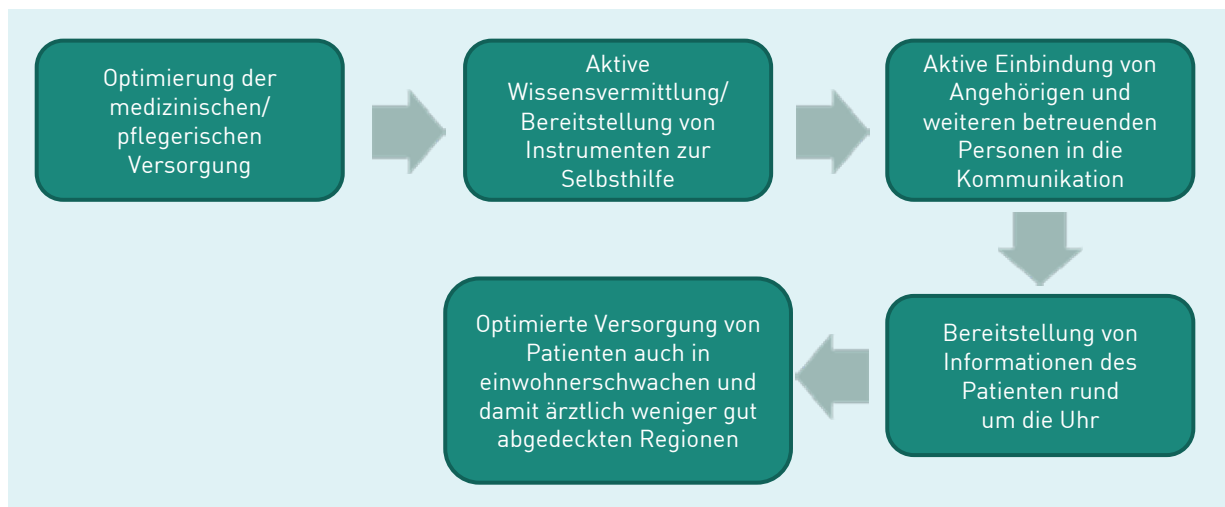 Optimierung der
medizinischen/
pflegerischen
Versorgung
Aktive
Wissensvermittlung/
Bereitstellung von
Instrumenten zur
Selbsthilfe
Aktive Einbindung von
Angehörigen und
weiteren betreuenden
Personen in die
Kommunikation
Bereitstellung von
Informationen des
Patienten rund
um die Uhr
Optimierte Versorgung von
Patienten auch in
einwohnerschwachen und
damit ärztlich weniger gut
abgedeckten Regionen